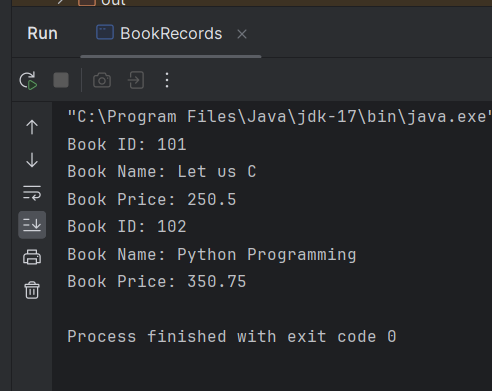 out
Run BookRecords
"C:\Program Files\Java\jdk-17\bin\java.exe"
Book ID: 101
Book Name: Let us C
Book Price: 250.5
Book ID: 102
Book Name: Python Programming
Book Price: 350.75
Process finished with exit code 0